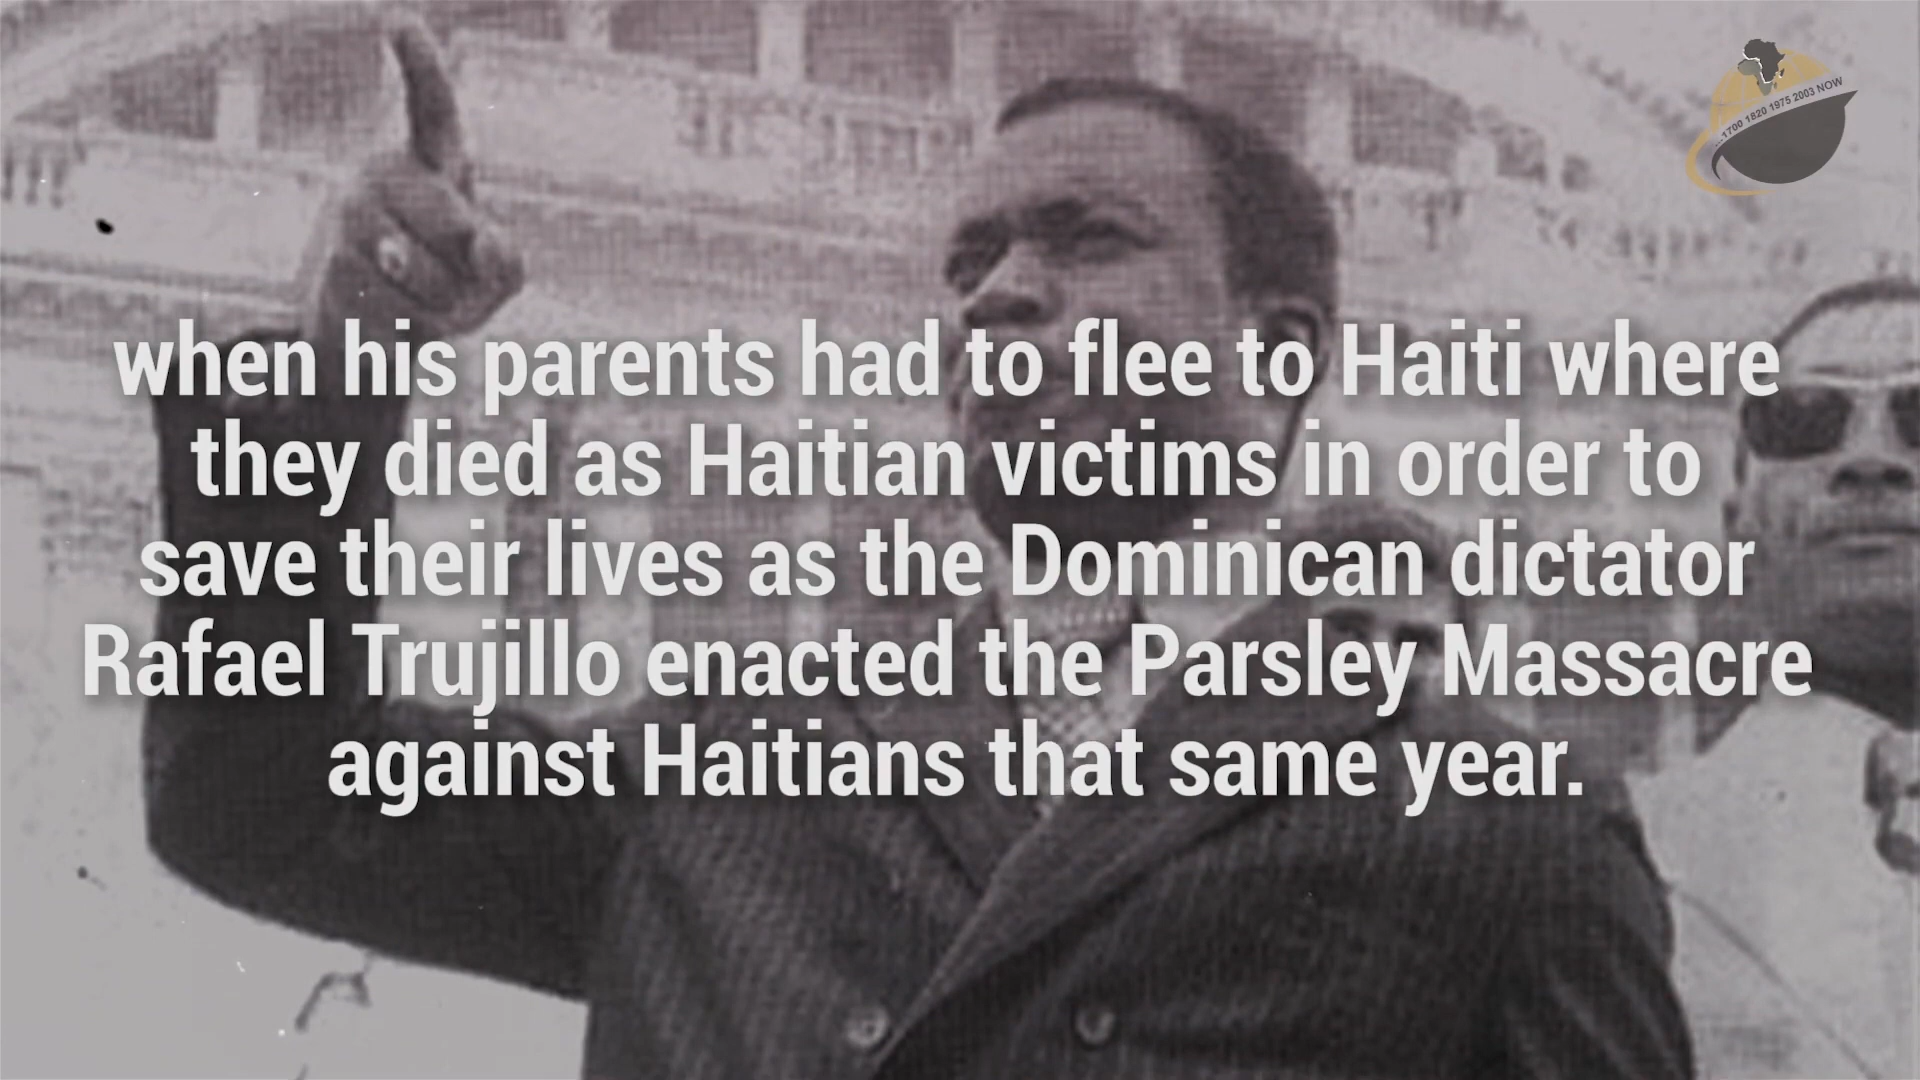 1700 1820 1975 2003 NOW
when his parents had to flee to Haiti where
they died as Haitian victims in order to
save their lives as the Dominican dictator
Rafael Trujillo enacted the Parsley Massacre
against Haitians that same year.